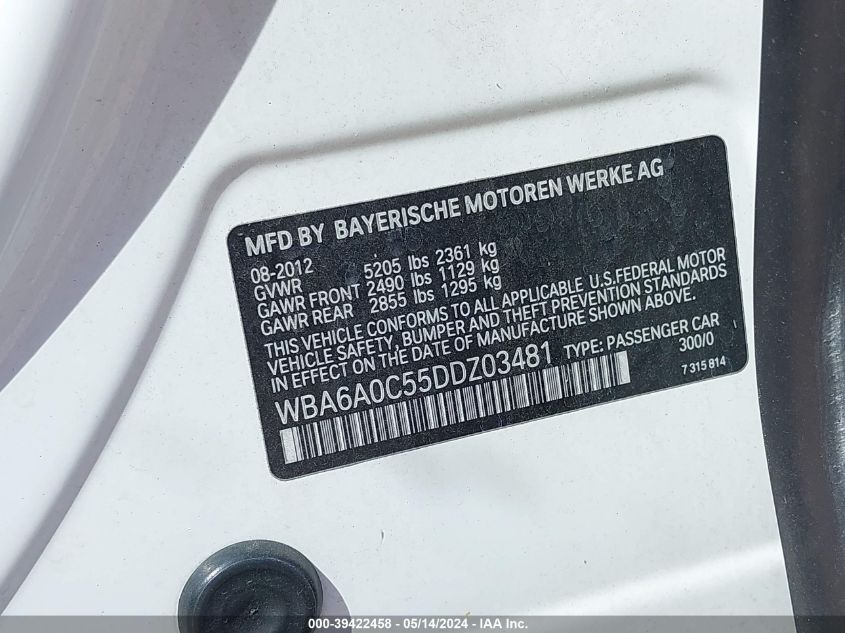 MFD BY BAYERISCHE MOTOREN WERKE AG
08-2012
GVWR 5205 lbs 2361 kg
GAWR FRONT 2490 lbs 1129 kg
GAWR REAR 2855 lbs 1295 kg
THIS VEHICLE CONFORMS TO ALL APPLICABLE U.S.FEDERAL MOTOR
VEHICLE SAFETY, BUMPER AND THEFT PREVENTION STANDARDS
IN EFFECT ON THE DATE OF MANUFACTURE SHOWN ABOVE.
WBA6A0C55DDZ03481 TYPE: PASSENGER CAR
300/0
7 315 814
000-39422458 - 05/14/2024 - IAA Inc.